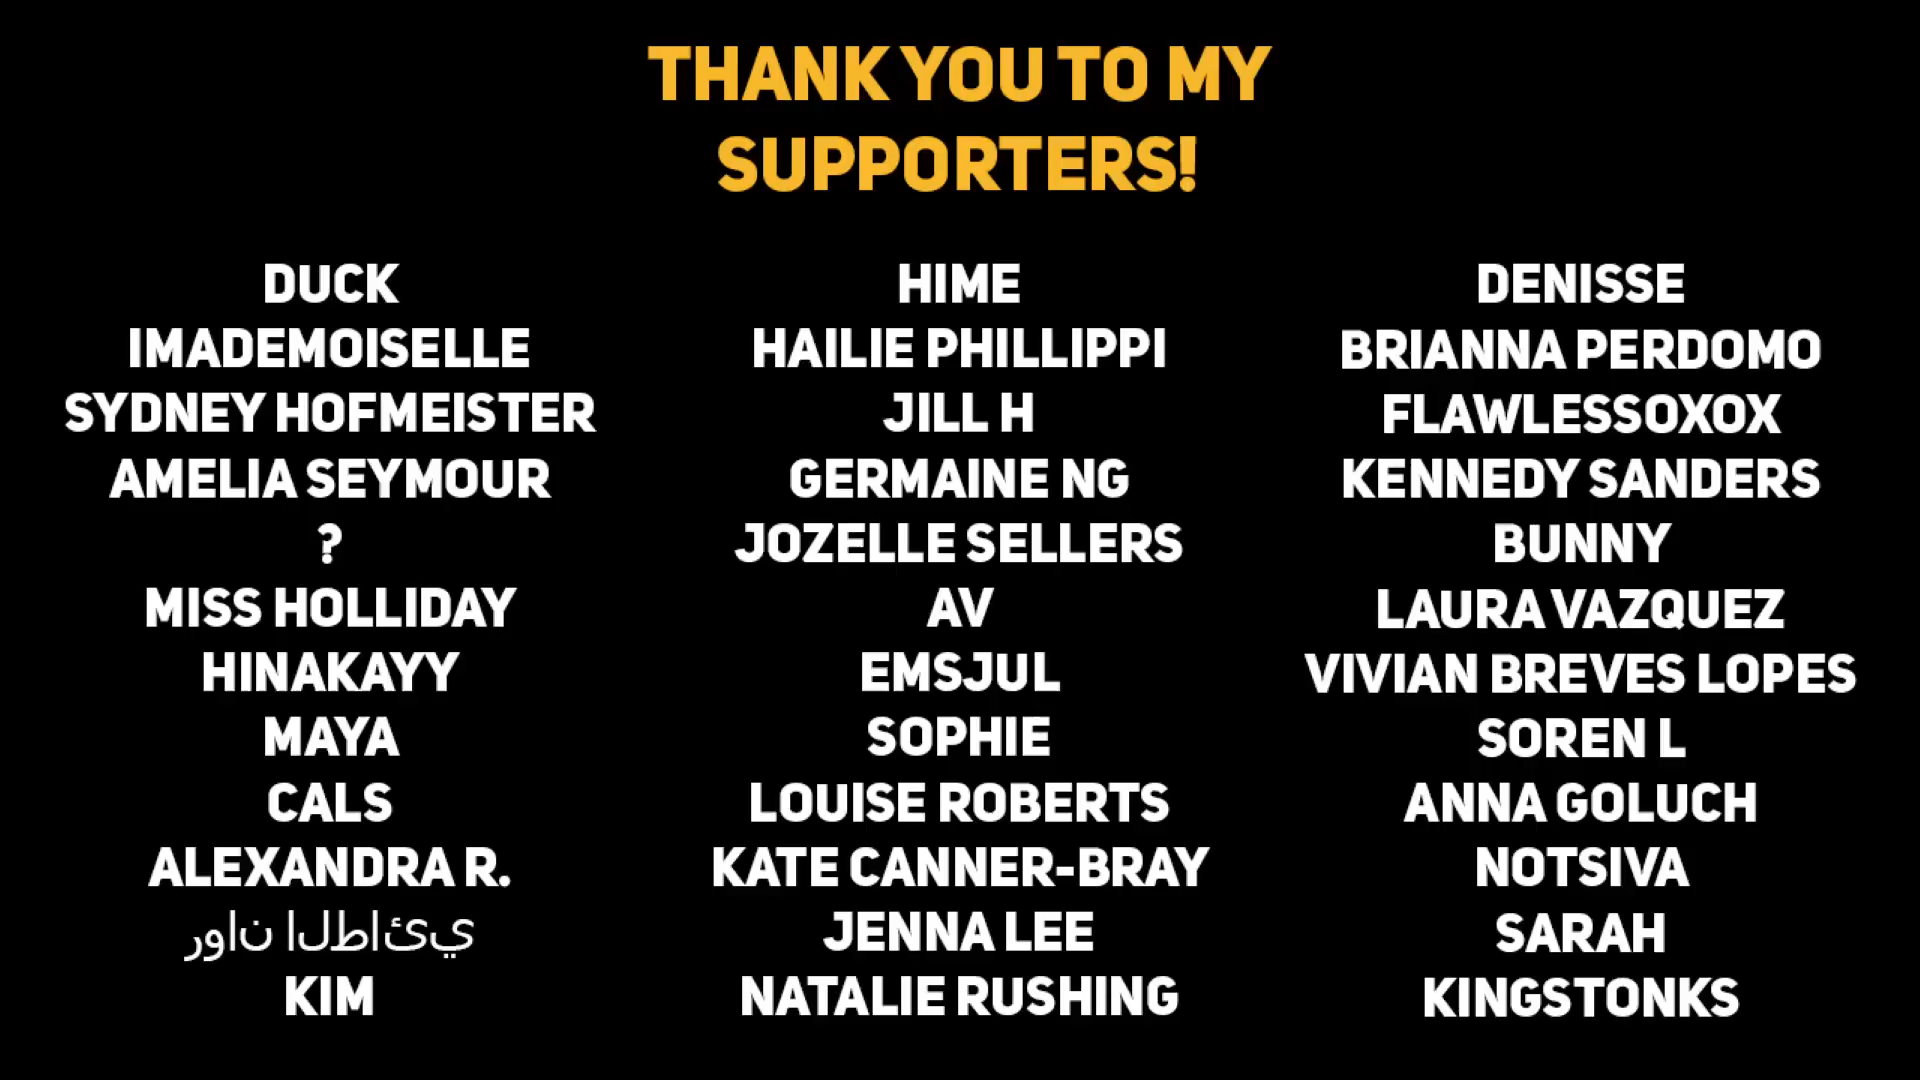 THANK YOU TO MY
SUPPORTERS!
DUCK
IMADEMOISELLE
SYDNEY HOFMEISTER
AMELIA SEYMOUR
?
MISS HOLLIDAY
HINAKAYY
MAYA
CALS
ALEXANDRA R.
روان الطائي
KIM
HIME
HAILIE PHILLIPPI
JILL H
GERMAINE NG
JOZELLE SELLERS
AV
EMSJUL
SOPHIE
LOUISE ROBERTS
KATE CANNER-BRAY
JENNA LEE
NATALIE RUSHING
DENISSE
BRIANNA PERDOMO
FLAWLESSOXOX
KENNEDY SANDERS
BUNNY
LAURA VAZQUEZ
VIVIAN BREVES LOPES
SOREN L
ANNA GOLUCH
NOTSIVA
SARAH
KINGSTONKS